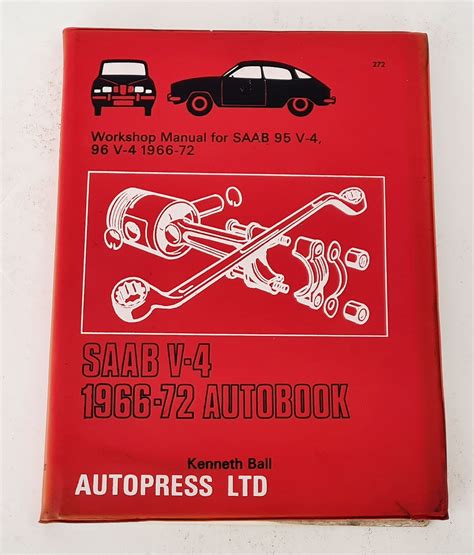 272
Workshop Manual for SAAB 95 V-4,
96 V-4 1966-72
SAAB V-4
1966-72 AUTOBOOK
Kenneth Ball
AUTOPRESS LTD